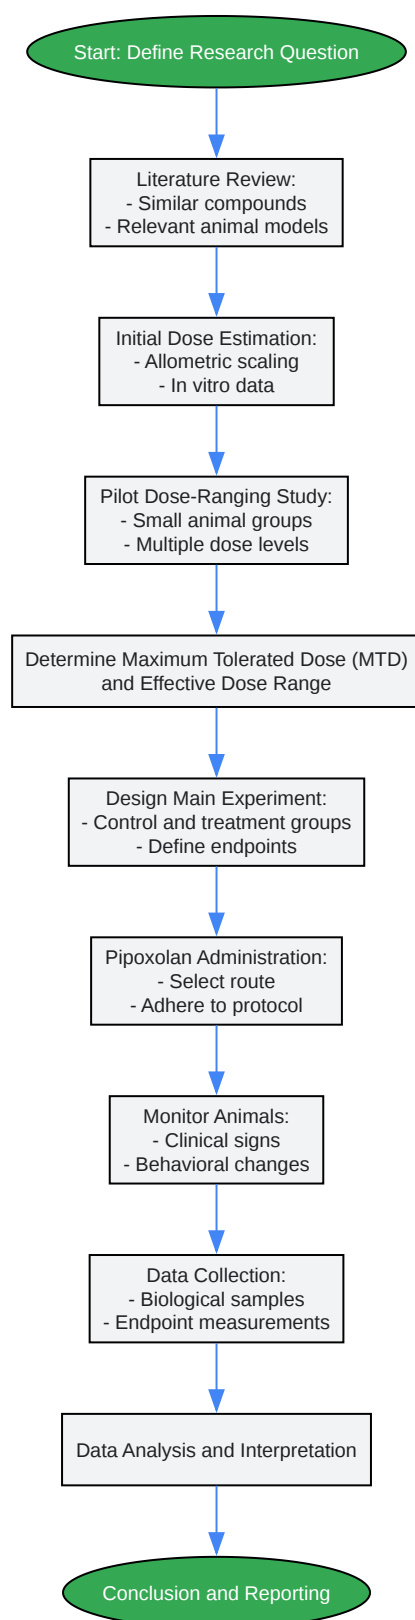 Start: Define Research Question
Literature Review:
- Similar compounds
- Relevant animal models
Initial Dose Estimation:
- Allometric scaling
- In vitro data
Pilot Dose-Ranging Study:
- Small animal groups
- Multiple dose levels
Determine Maximum Tolerated Dose (MTD)
and Effective Dose Range
Design Main Experiment:
- Control and treatment groups
- Define endpoints
Pipoxolan Administration:
- Select route
- Adhere to protocol
Monitor Animals:
- Clinical signs
- Behavioral changes
Data Collection:
- Biological samples
- Endpoint measurements
Data Analysis and Interpretation
Conclusion and Reporting